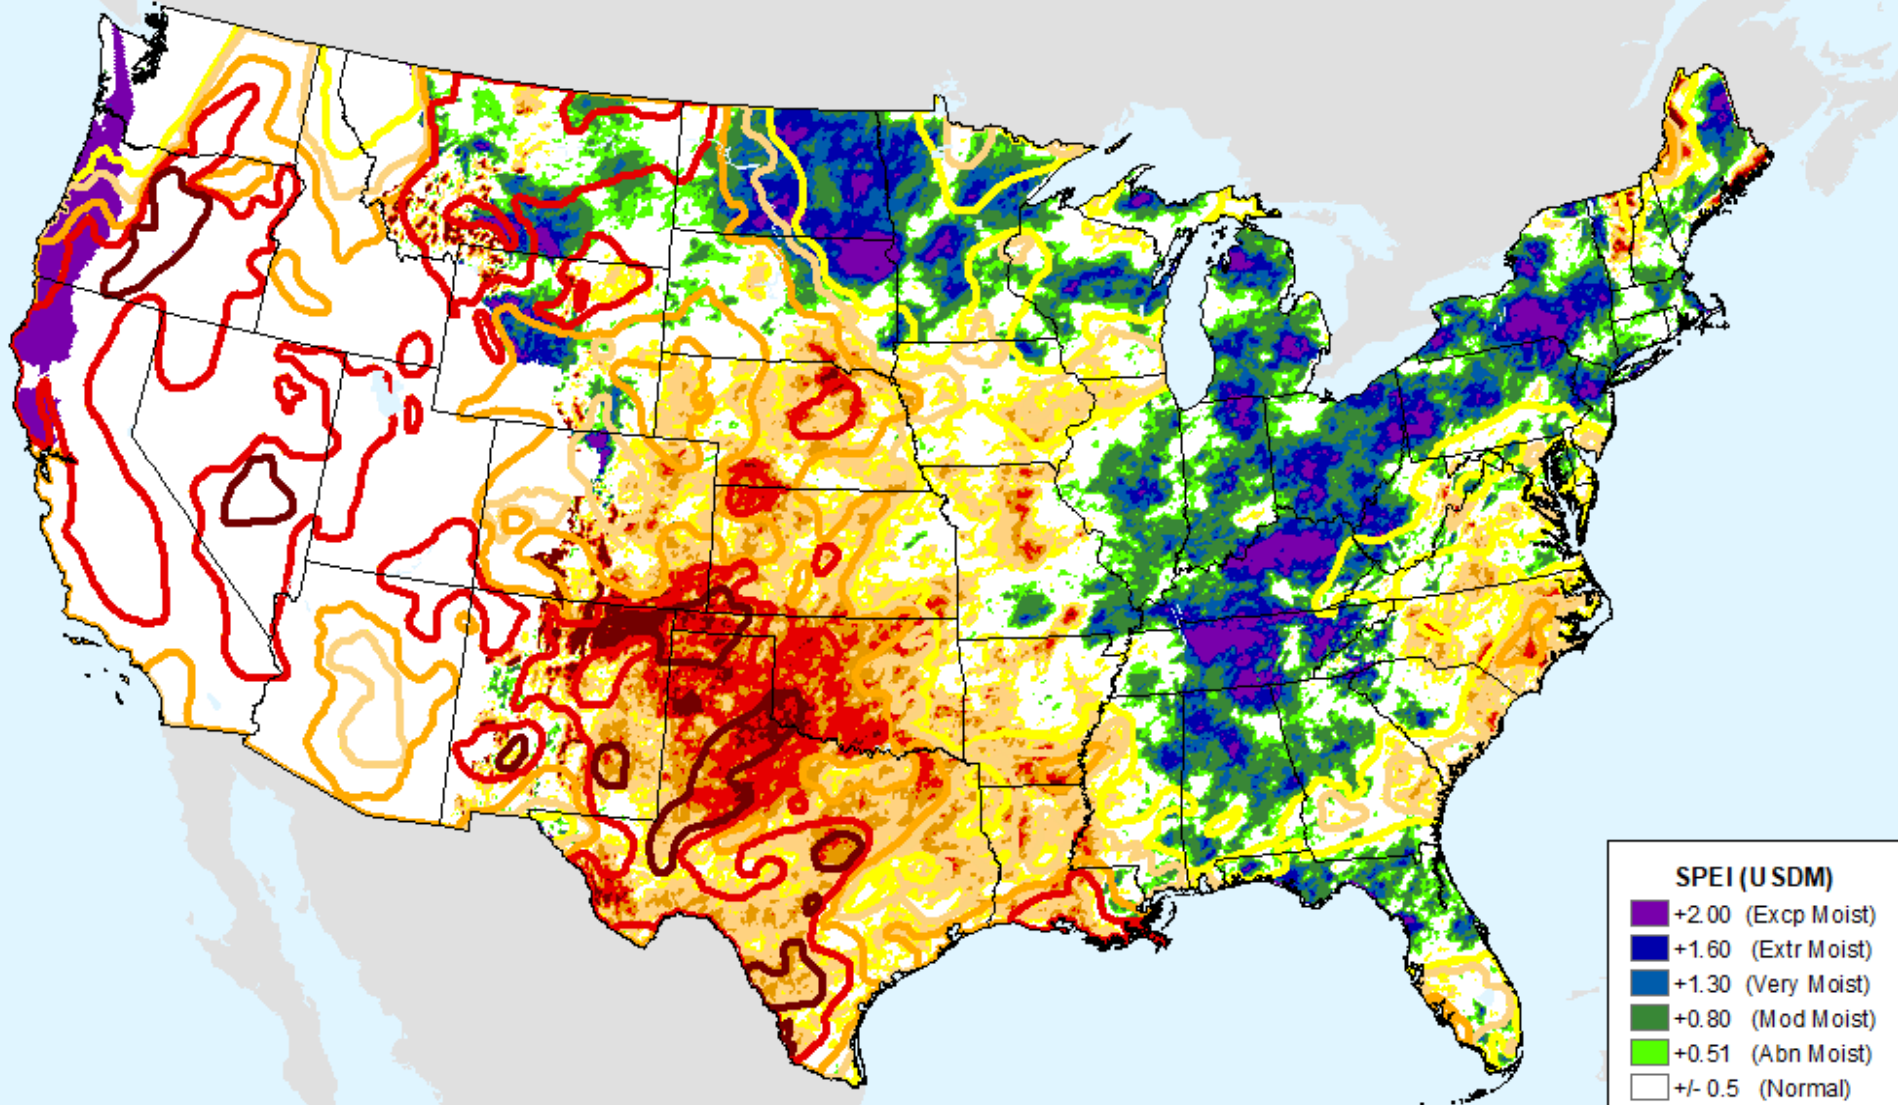 SPEI (USDM)
+2.00 (Excp Moist)
+1.60 (Extr Moist)
+1.30 (Very Moist)
+0.80 (Mod Moist)
+0.51 (Abn Moist)
+/- 0.5 (Normal)